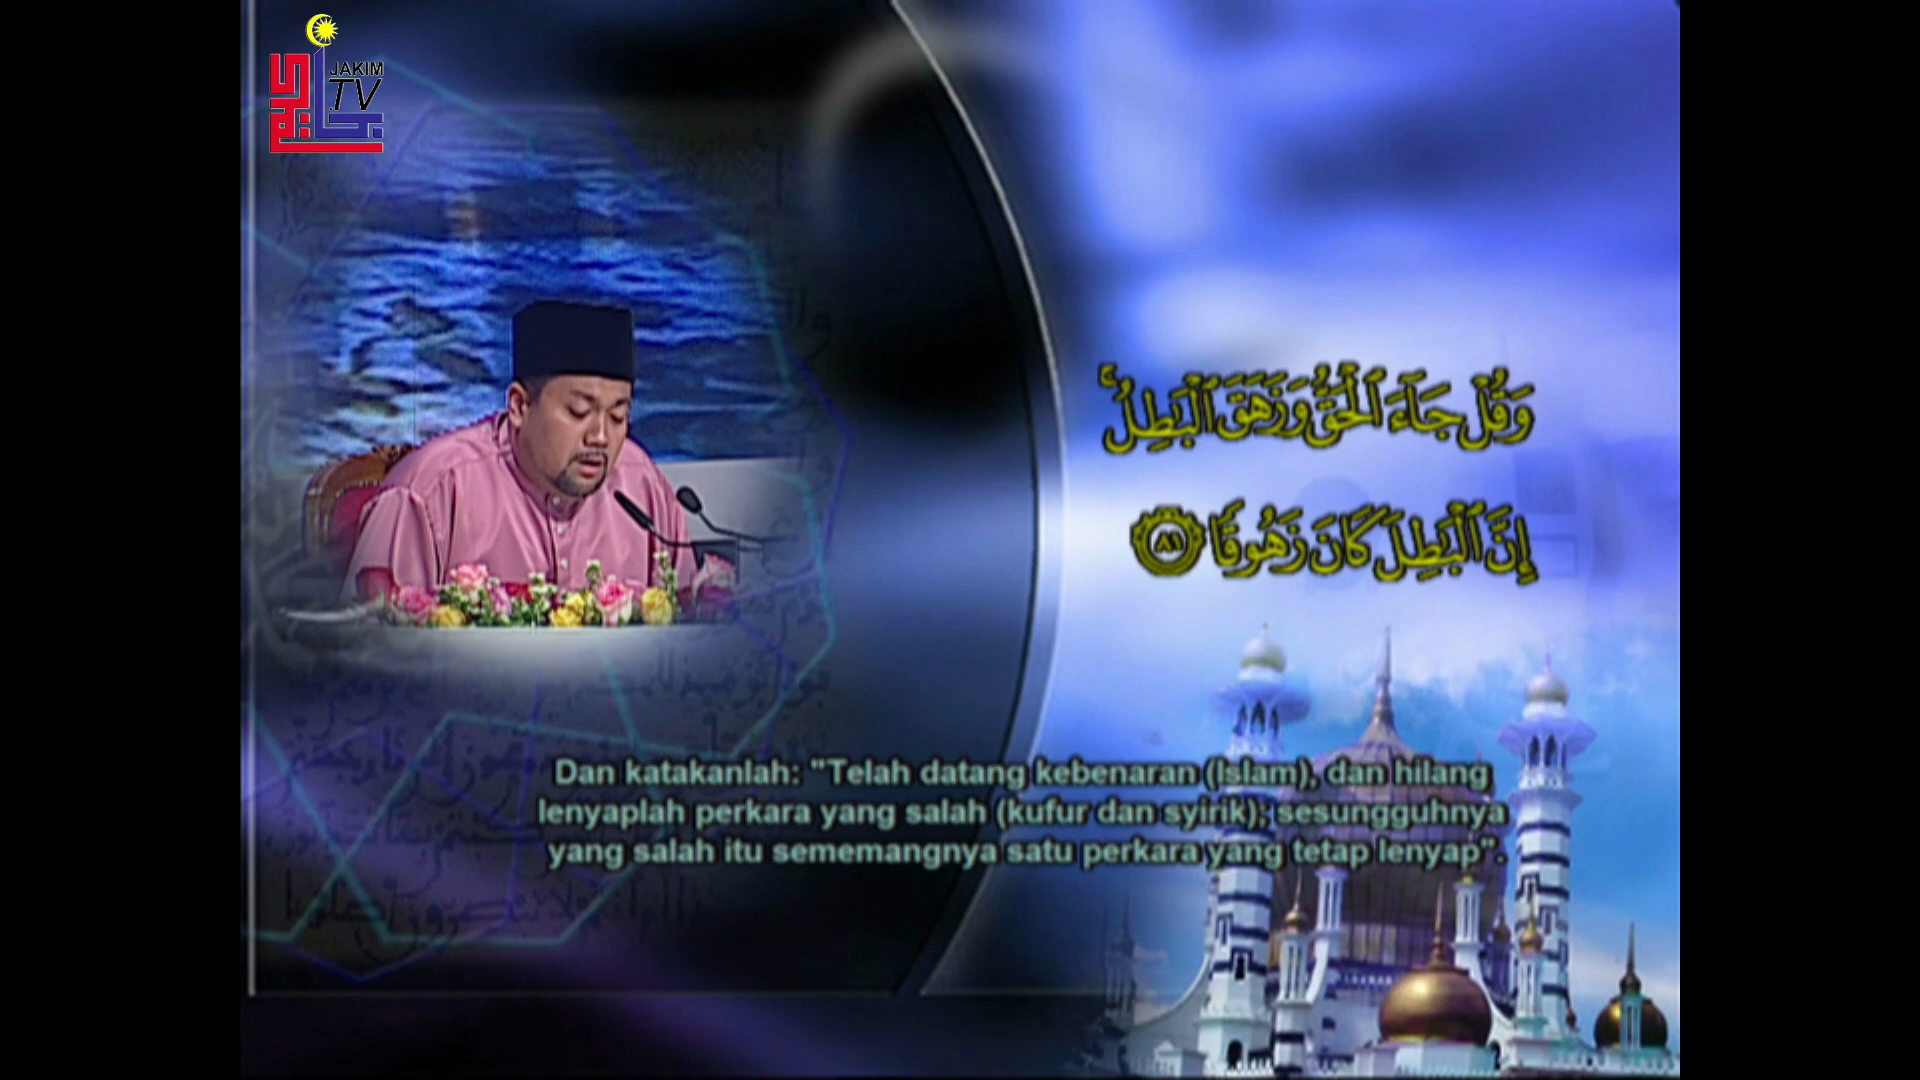 JAKIM
TV
وَقُلْ جَآءَ ٱلْحَقُّ وَزَهَقَ ٱلْبَٰطِلُ ۚ
إِنَّ ٱلْبَٰطِلَ كَانَ زَهُوقًا ٨١
Dan katakanlah: "Telah datang kebenaran (Islam), dan hilang
lenyaplah perkara yang salah (kufur dan syirik); sesungguhnya
yang salah itu sememangnya satu perkara yang tetap lenyap".